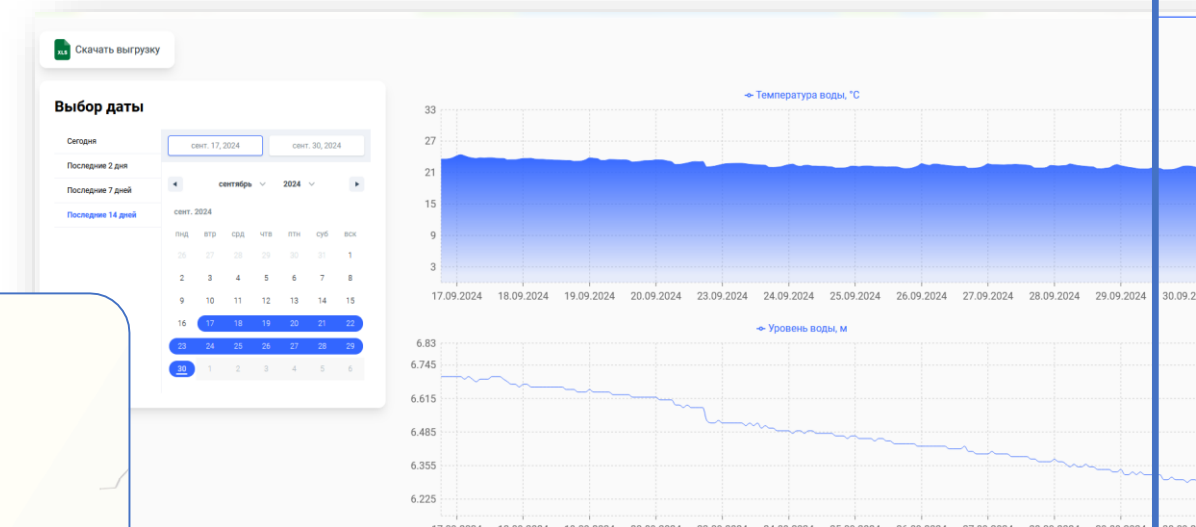 Скачать выгрузку
XLS
Выбор даты
Сегодня
Последние 2 дня
Последние 7 дней
Последние 14 дней
сент. 17, 2024 сент. 30, 2024
сентябрь 2024
сент. 2024
пнд втр срд чтв птн суб вск
26 27 28 29 30 31 1
2 3 4 5 6 7 8
9 10 11 12 13 14 15
16 17 18 19 20 21 22
23 24 25 26 27 28 29
30 1 2 3 4 5 6
Температура воды, °C
33
27
21
15
9
3
17.09.2024 18.09.2024 19.09.2024 20.09.2024 23.09.2024 24.09.2024 25.09.2024 26.09.2024 27.09.2024 28.09.2024 29.09.2024 30.09.2
Уровень воды, м
6.83
6.745
6.615
6.485
6.355
6.225